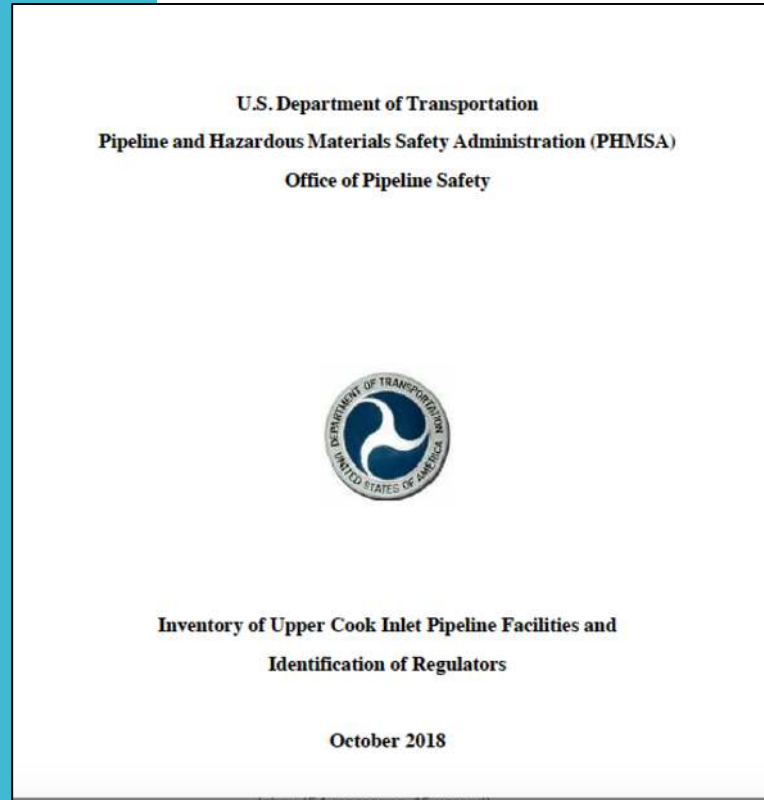 U.S. Department of Transportation
Pipeline and Hazardous Materials Safety Administration (PHMSA)
Office of Pipeline Safety
DEPARTMENT OF TRANSPORTATION
UNITED STATES OF AMERICA
Inventory of Upper Cook Inlet Pipeline Facilities and
Identification of Regulators
October 2018